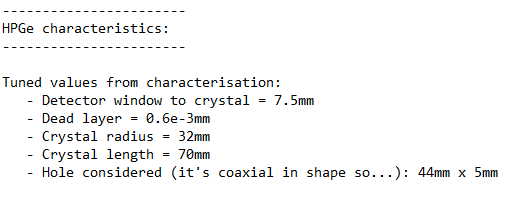 -----------------------
HPGe characteristics:
-----------------------
Tuned values from characterisation:
- Detector window to crystal = 7.5mm
- Dead layer = 0.6e-3mm
- Crystal radius = 32mm
- Crystal length = 70mm
- Hole considered (it's coaxial in shape so...): 44mm x 5mm